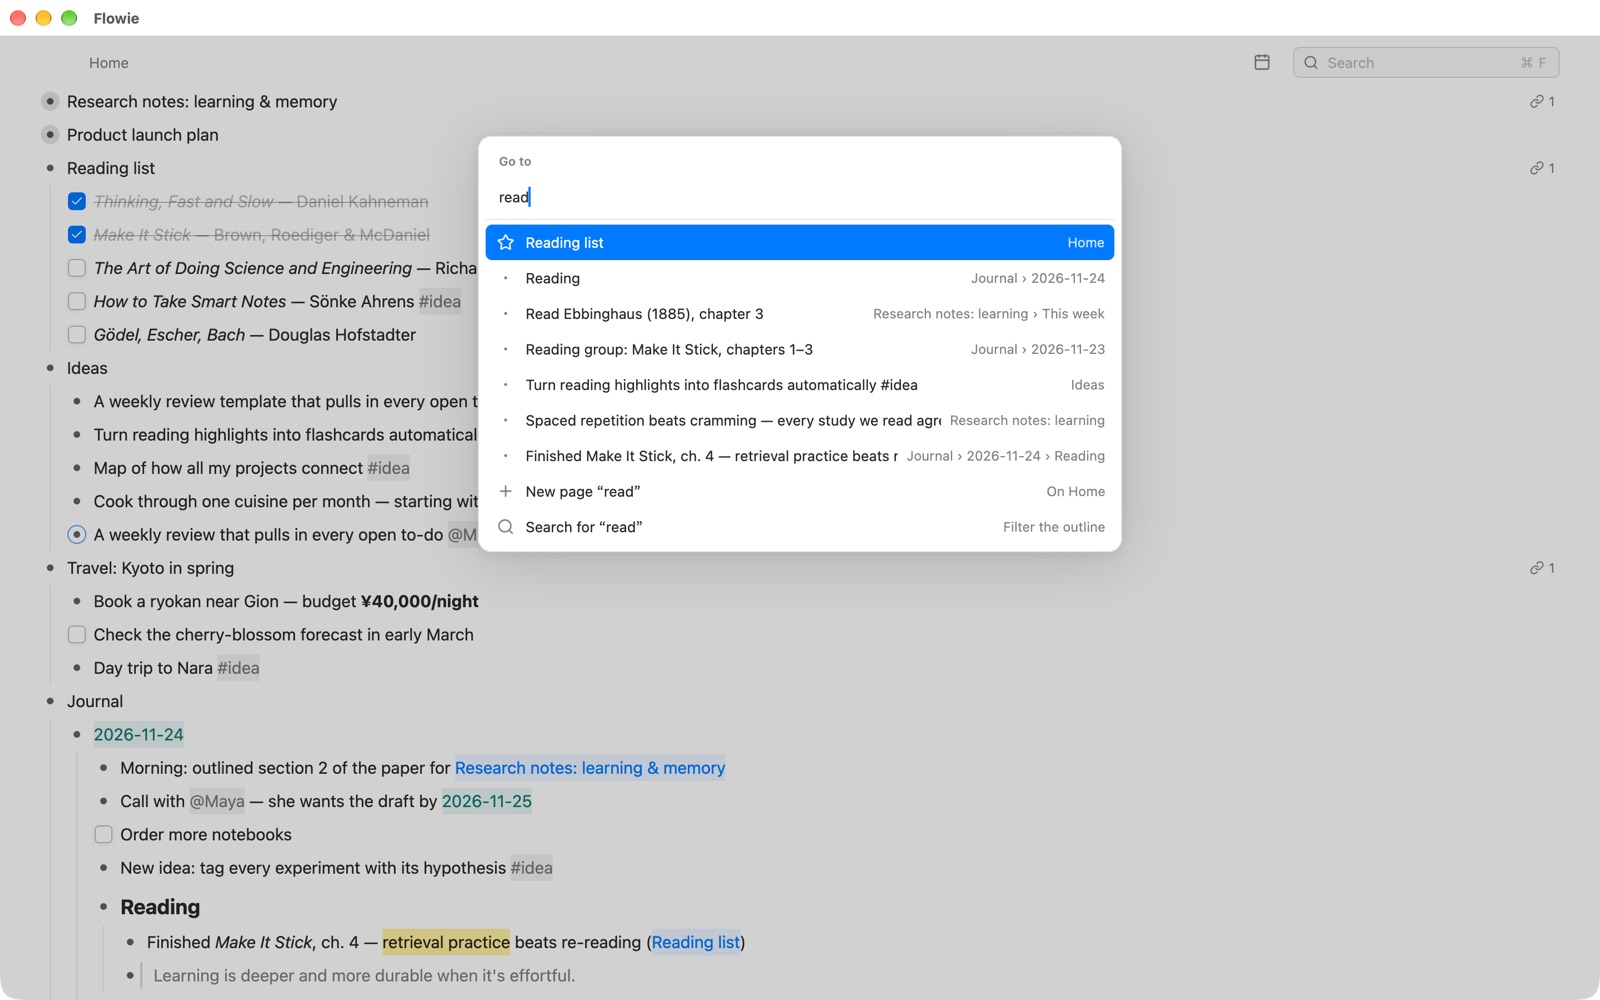 Flowie
Home
Search ⌘ F
Research notes: learning & memory 1
Product launch plan
Reading list 1
Thinking, Fast and Slow — Daniel Kahneman
Make It Stick — Brown, Roediger & McDaniel
The Art of Doing Science and Engineering — Richa
How to Take Smart Notes — Sönke Ahrens #idea
Gödel, Escher, Bach — Douglas Hofstadter
Ideas
A weekly review template that pulls in every open t
Turn reading highlights into flashcards automatical
Map of how all my projects connect #idea
Cook through one cuisine per month — starting wit
A weekly review that pulls in every open to-do @M
Go to
read
Reading list Home
Reading Journal › 2026-11-24
Read Ebbinghaus (1885), chapter 3 Research notes: learning › This week
Reading group: Make It Stick, chapters 1–3 Journal › 2026-11-23
Turn reading highlights into flashcards automatically #idea Ideas
Spaced repetition beats cramming — every study we read agre Research notes: learning
Finished Make It Stick, ch. 4 — retrieval practice beats r Journal › 2026-11-24 › Reading
New page “read” On Home
Search for “read” Filter the outline
Travel: Kyoto in spring 1
Book a ryokan near Gion — budget ¥40,000/night
Check the cherry-blossom forecast in early March
Day trip to Nara #idea
Journal
2026-11-24
Morning: outlined section 2 of the paper for Research notes: learning & memory
Call with @Maya — she wants the draft by 2026-11-25
Order more notebooks
New idea: tag every experiment with its hypothesis #idea
Reading
Finished Make It Stick, ch. 4 — retrieval practice beats re-reading (Reading list)
Learning is deeper and more durable when it's effortful.